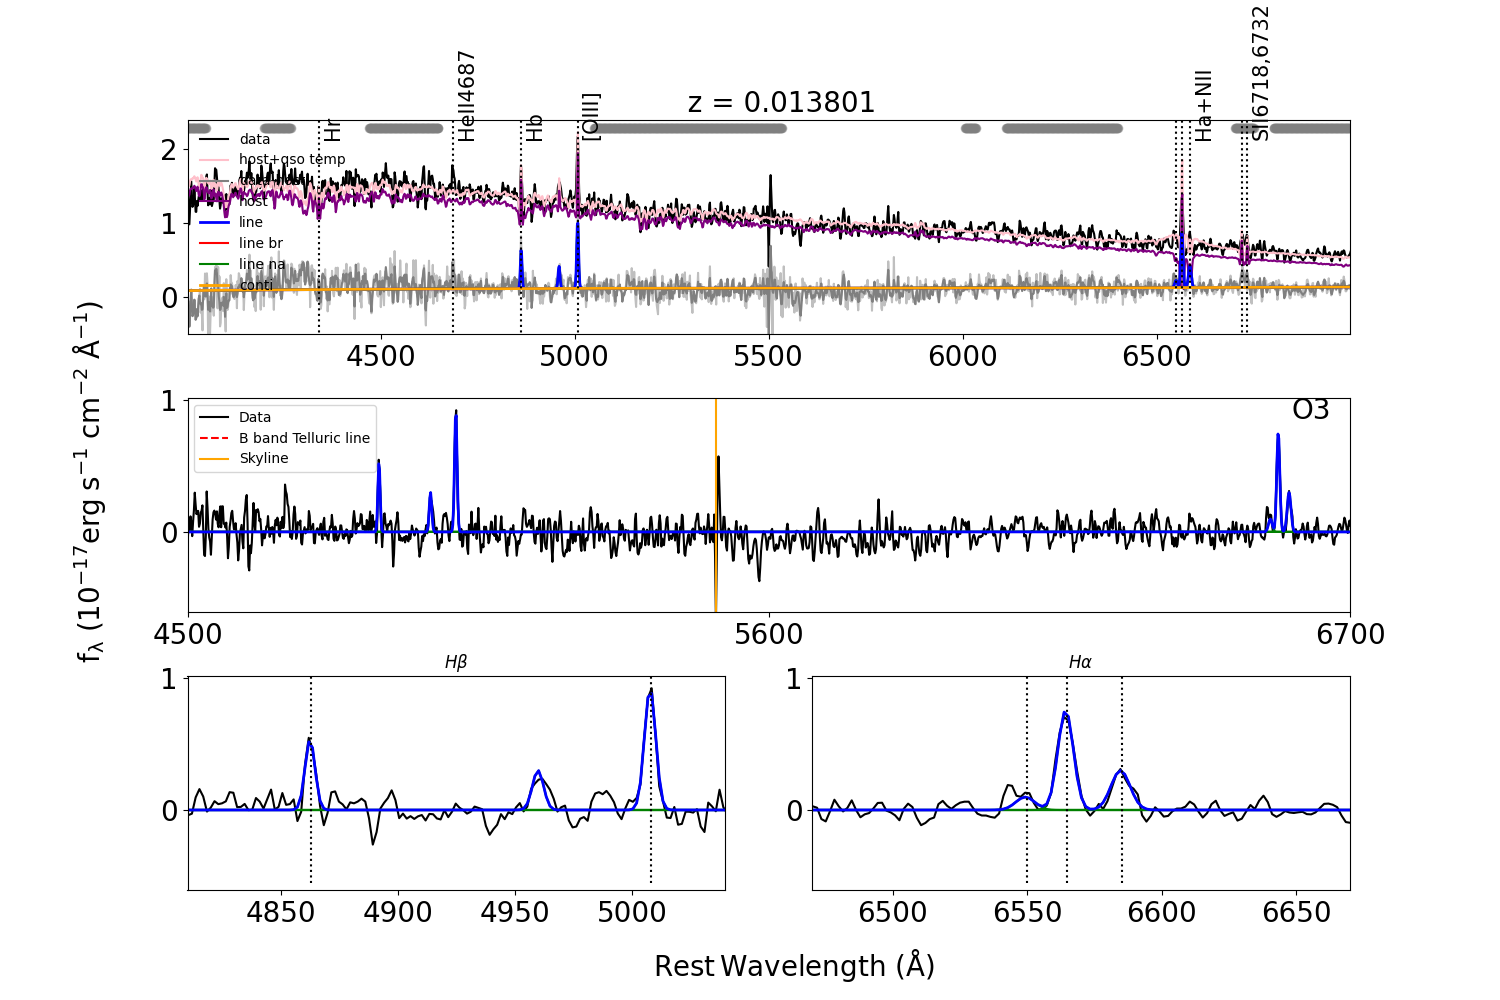 z = 0.013801
Hr
HeII4687
Hb
[OIII]
Ha+NII
SII6718,6732
data
host+qso temp
host
line
line br
line na
conti
2
1
0
4500
5000
5500
6000
6500
f_λ (10^−17 erg s^−1 cm^−2 Å^−1)
O3
Data
B band Telluric line
Skyline
1
0
4500
5600
6700
Hβ
1
0
4850
4900
4950
5000
Hα
1
0
6500
6550
6600
6650
Rest Wavelength (Å)